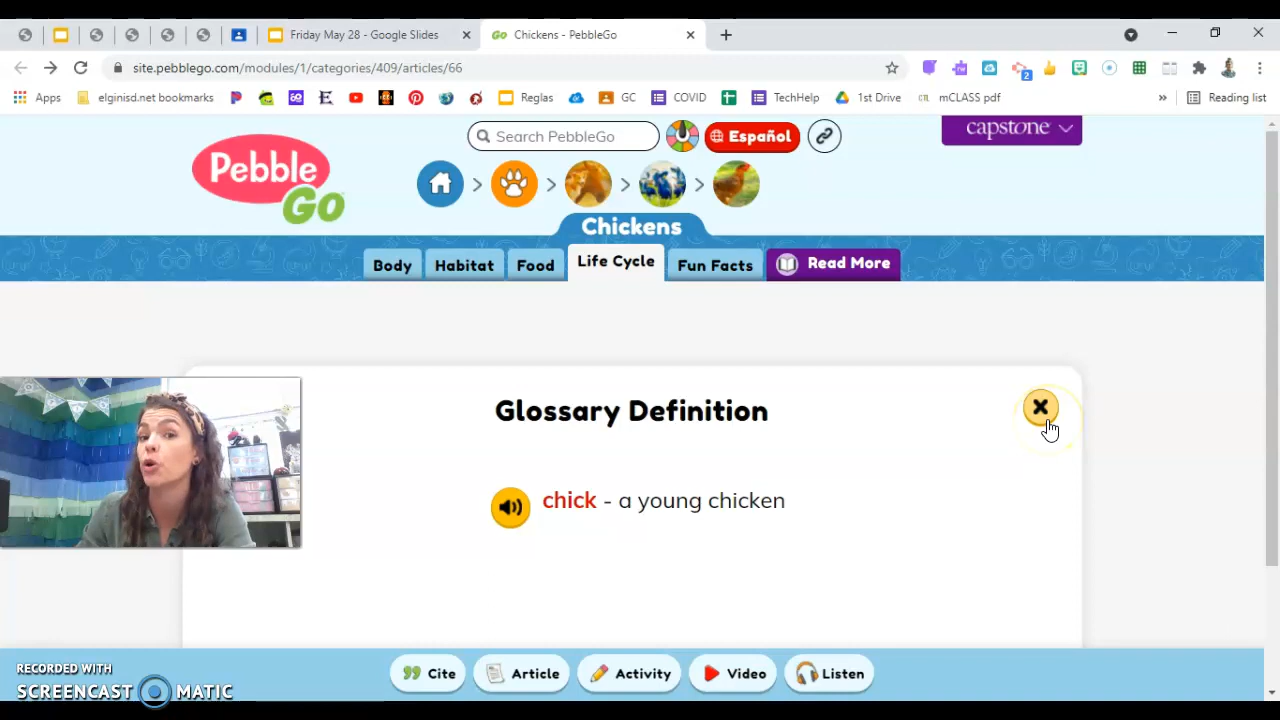 Friday May 28 - Google Slides
Chickens - PebbleGo
site.pebblego.com/modules/1/categories/409/articles/66
2
Apps
elginisd.net bookmarks
Reglas
GC
COVID
TechHelp
1st Drive
mCLASS pdf
Reading list
Pebble Go
Search PebbleGo
Español
capstone
Chickens
Body
Habitat
Food
Life Cycle
Fun Facts
Read More
Glossary Definition
chick - a young chicken
Cite
Article
Activity
Video
Listen
RECORDED WITH
SCREENCAST MATIC